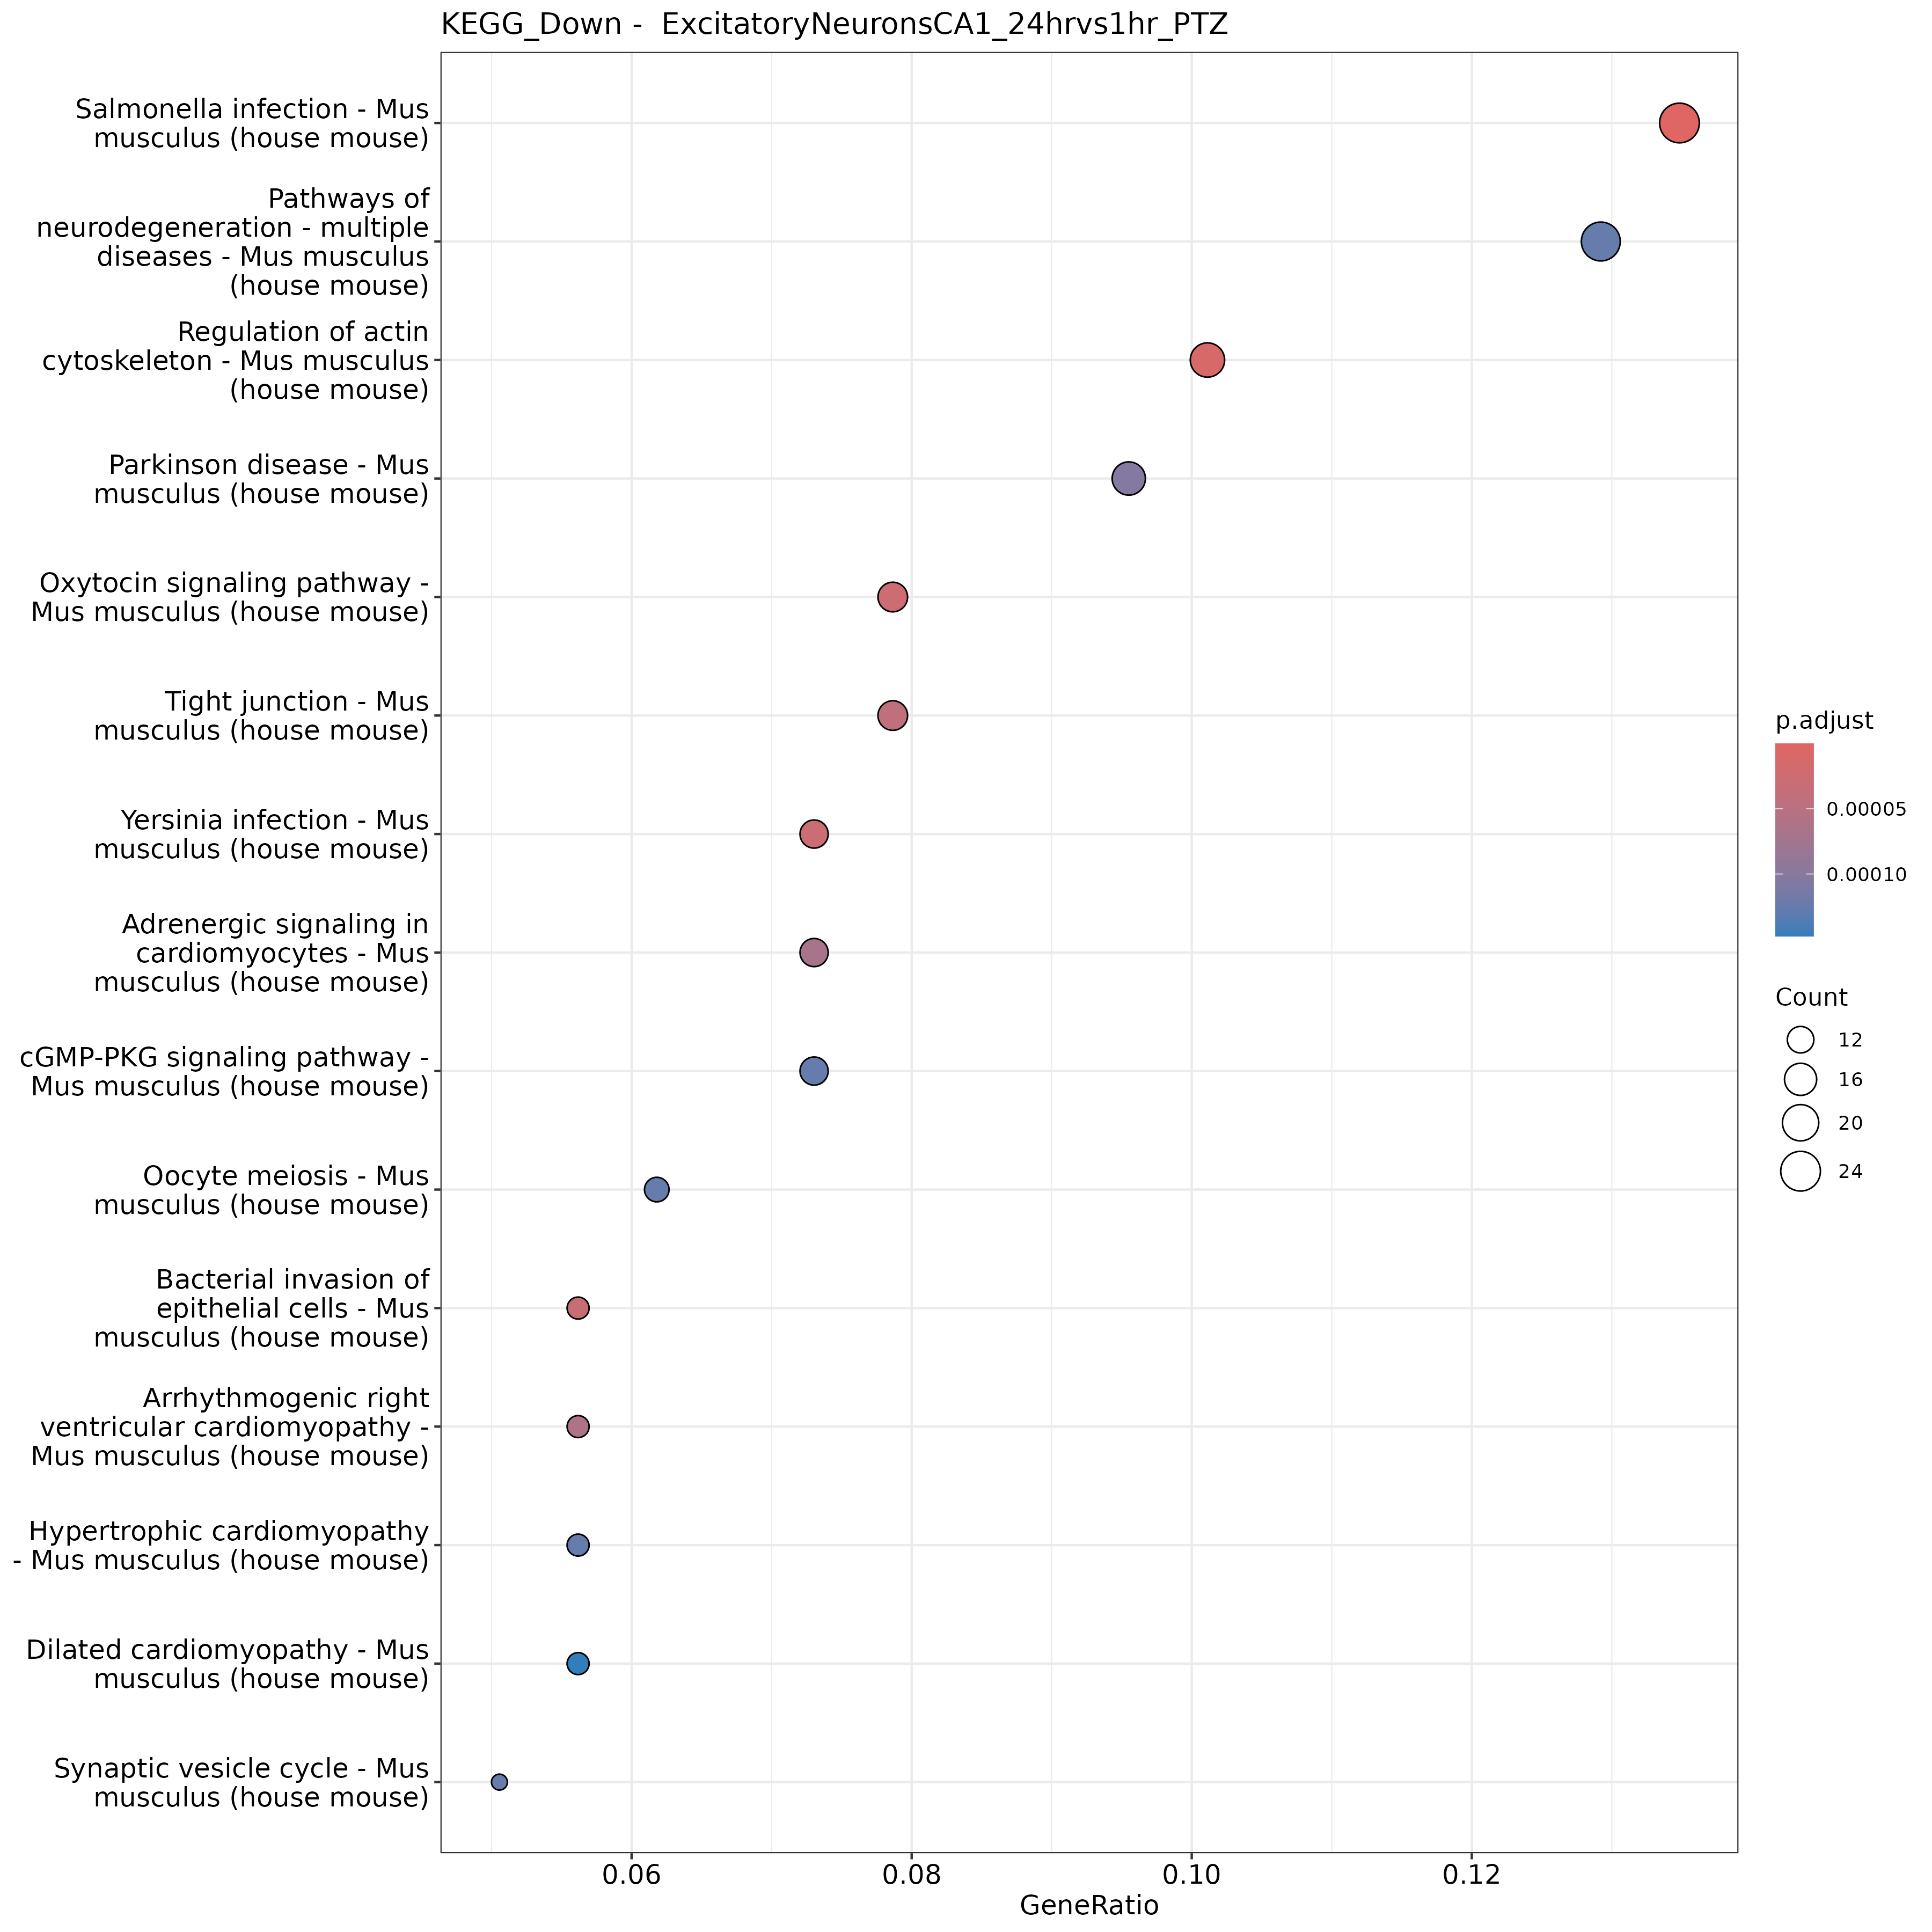 KEGG_Down -  ExcitatoryNeuronsCA1_24hrvs1hr_PTZ
Salmonella infection - Mus
musculus (house mouse)
Pathways of
neurodegeneration - multiple
diseases - Mus musculus
(house mouse)
Regulation of actin
cytoskeleton - Mus musculus
(house mouse)
Parkinson disease - Mus
musculus (house mouse)
Oxytocin signaling pathway -
Mus musculus (house mouse)
Tight junction - Mus
musculus (house mouse)
Yersinia infection - Mus
musculus (house mouse)
Adrenergic signaling in
cardiomyocytes - Mus
musculus (house mouse)
cGMP-PKG signaling pathway -
Mus musculus (house mouse)
Oocyte meiosis - Mus
musculus (house mouse)
Bacterial invasion of
epithelial cells - Mus
musculus (house mouse)
Arrhythmogenic right
ventricular cardiomyopathy -
Mus musculus (house mouse)
Hypertrophic cardiomyopathy
- Mus musculus (house mouse)
Dilated cardiomyopathy - Mus
musculus (house mouse)
Synaptic vesicle cycle - Mus
musculus (house mouse)
0.06
0.08
0.10
0.12
GeneRatio
p.adjust
0.00005
0.00010
Count
12
16
20
24